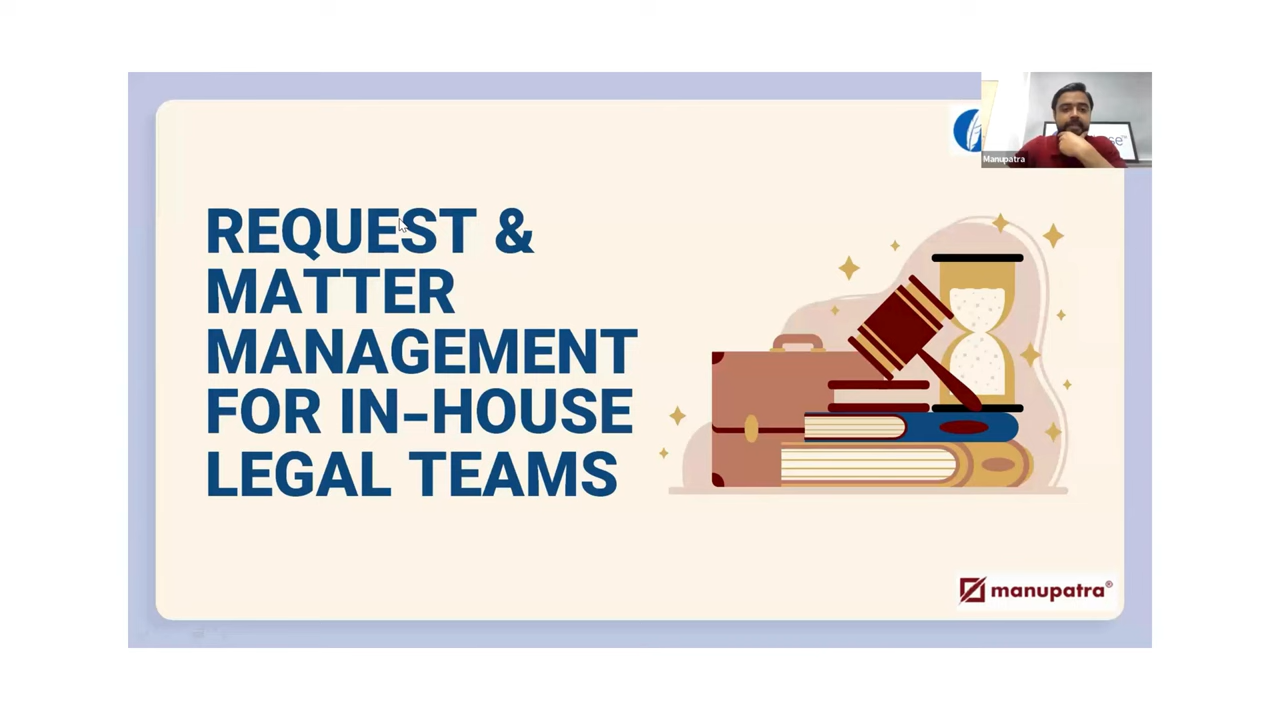 REQUEST &
MATTER
MANAGEMENT
FOR IN-HOUSE
LEGAL TEAMS
Manupatra
manupatra®